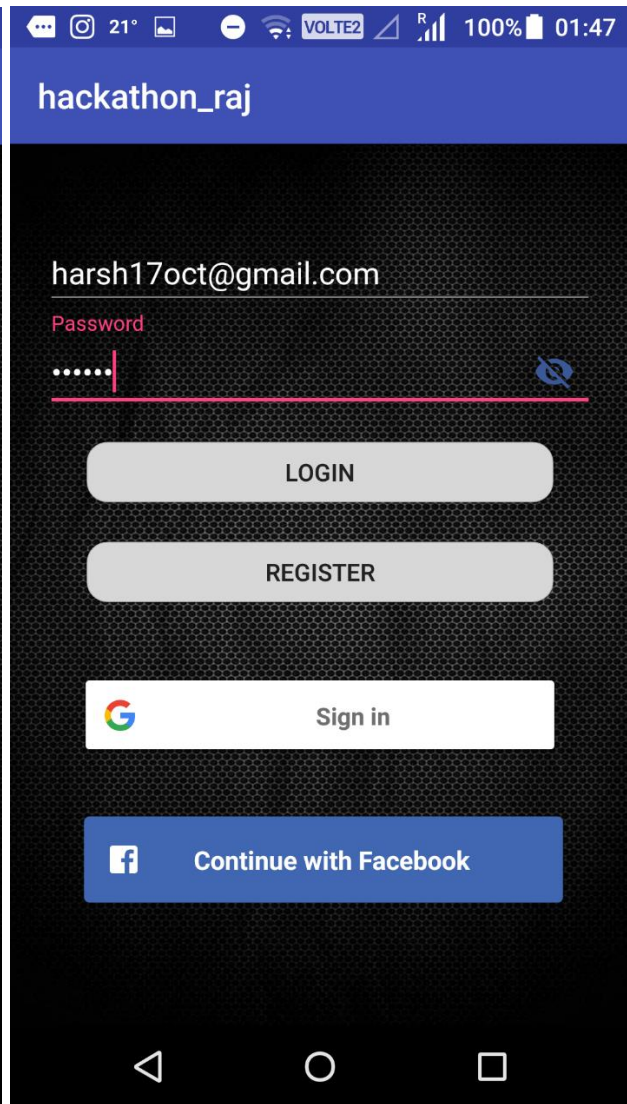 21° VOLTE2 R 100% 01:47
hackathon_raj
harsh17oct@gmail.com
Password
••••••
LOGIN
REGISTER
G Sign in
f Continue with Facebook